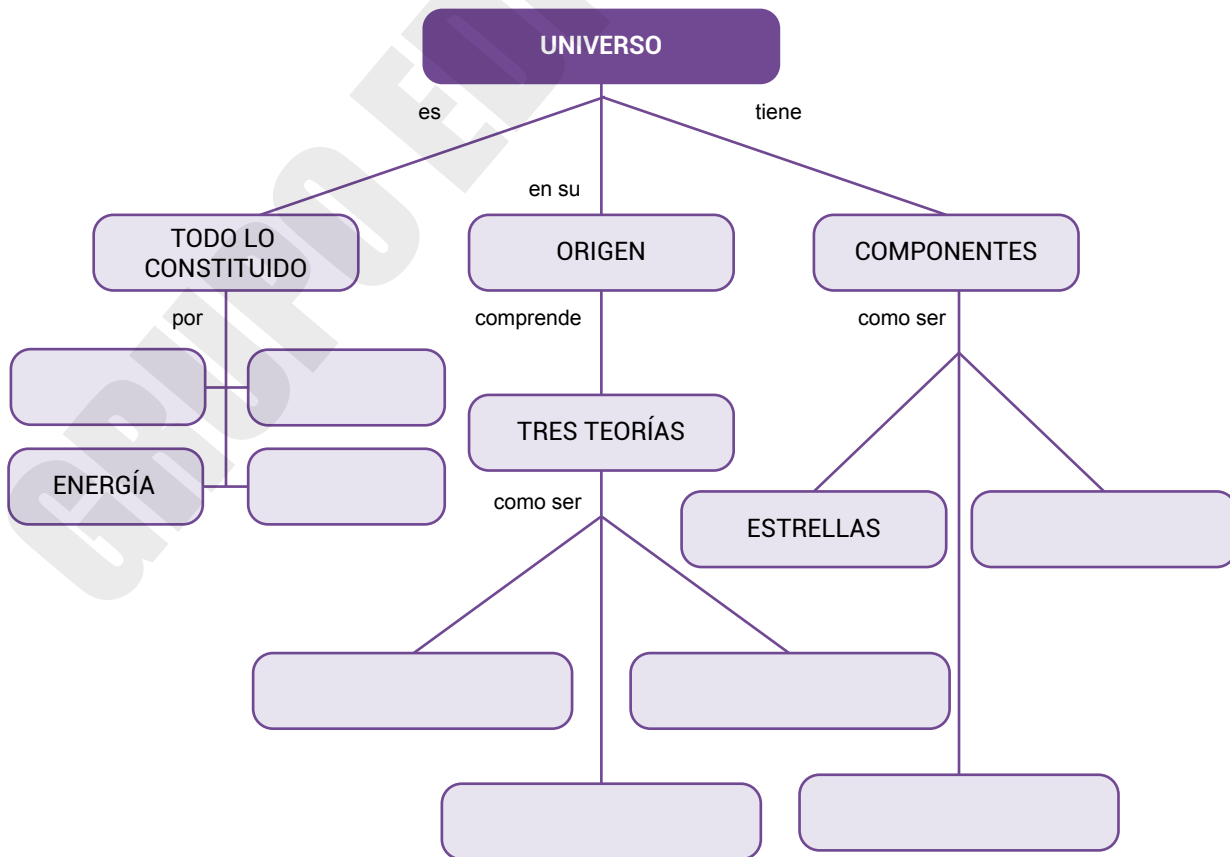 UNIVERSO
es
tiene
en su
TODO LO
CONSTITUIDO
ORIGEN
COMPONENTES
por
comprende
como ser
TRES TEORÍAS
ENERGÍA
como ser
ESTRELLAS
GRUPO